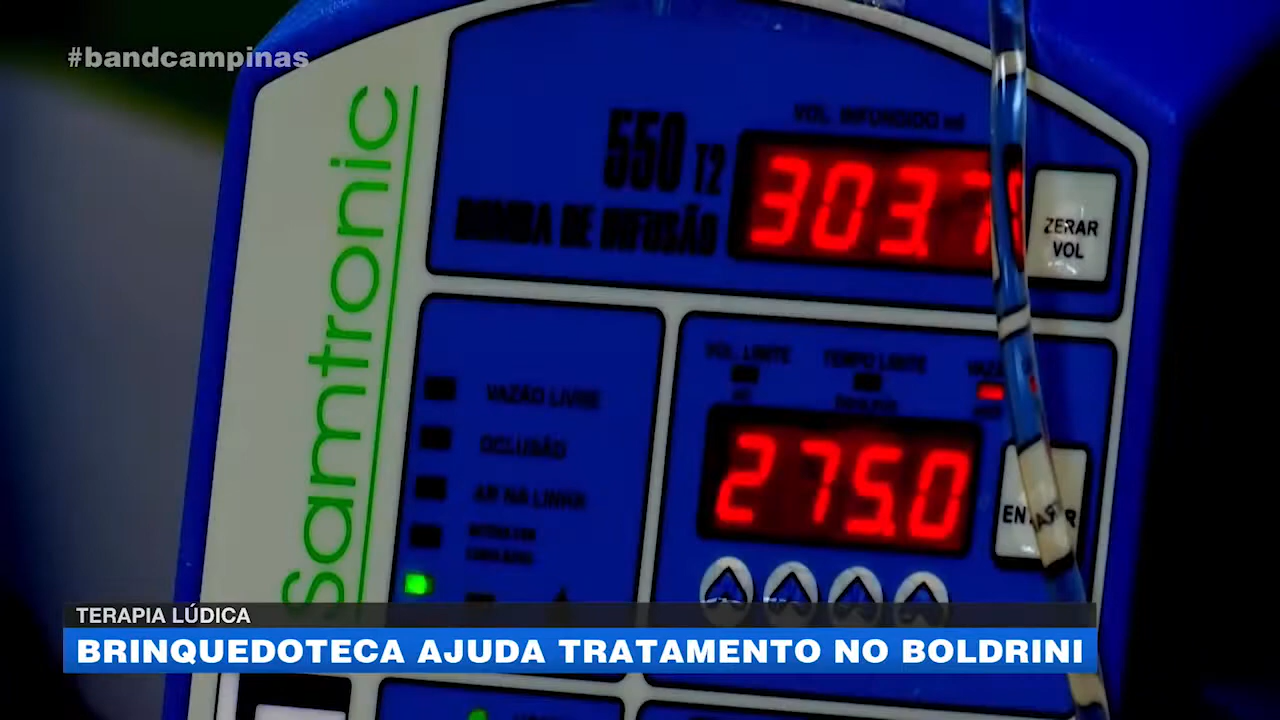 #bandcampinas
Samtronic
550 T2
BOMBA DE INFUSÃO
VOL INFUNDIDO ml
303.7
ZERAR
VOL
VAZÃO LIVRE
OCLUSÃO
AR NA LINHA
VOL. LIMITE
TEMPO LIMITE
275.0
TERAPIA LÚDICA
BRINQUEDOTECA AJUDA TRATAMENTO NO BOLDRINI